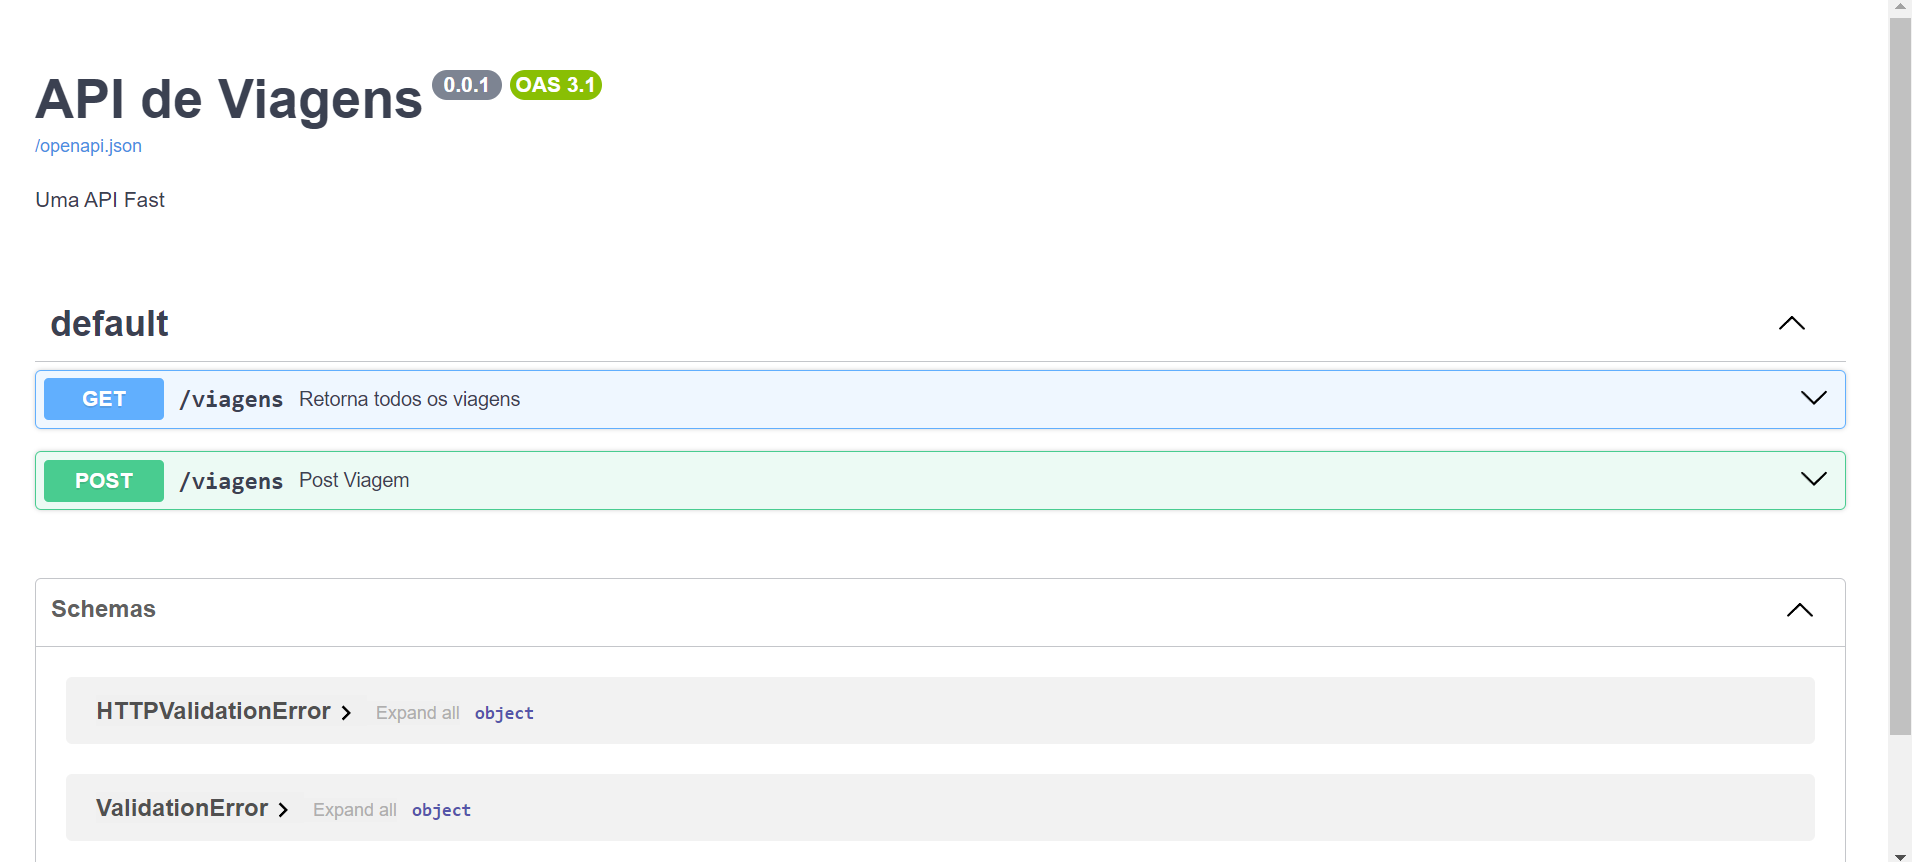 API de Viagens 0.0.1 OAS 3.1
/openapi.json
Uma API Fast
default
GET /viagens Retorna todos os viagens
POST /viagens Post Viagem
Schemas
HTTPValidationError Expand all object
ValidationError Expand all object